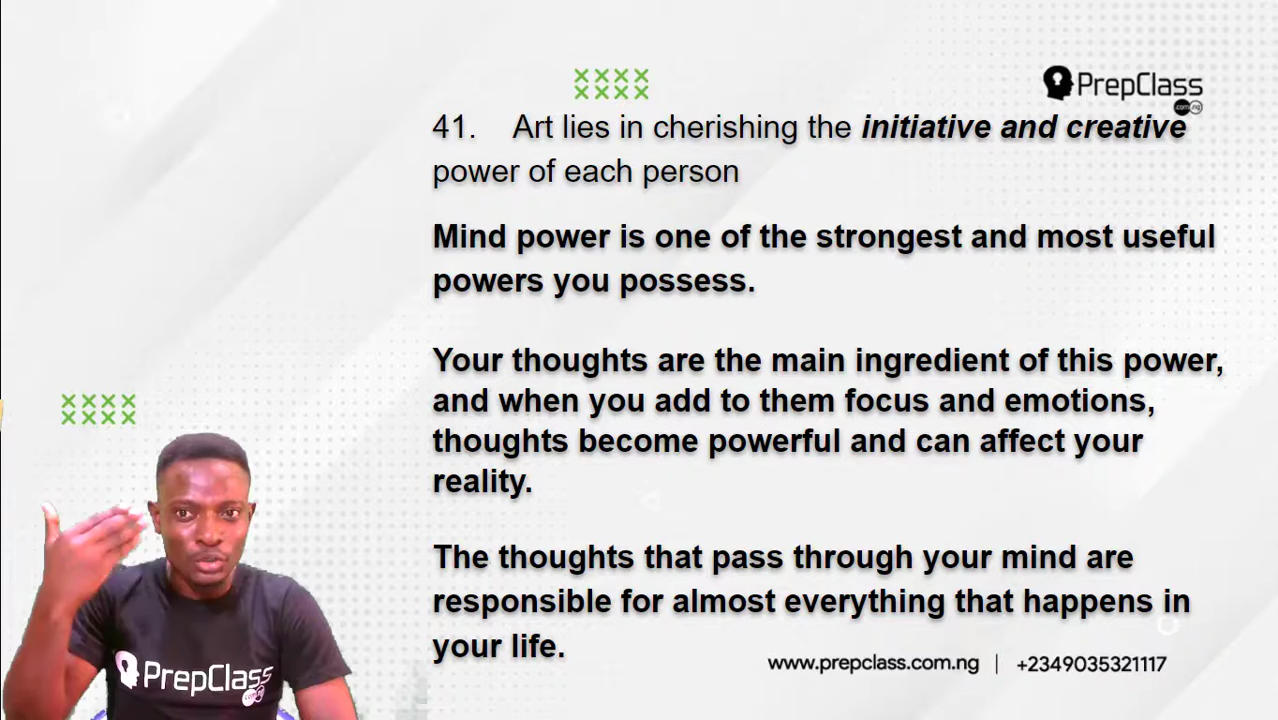 PrepClass
.com.ng
41. Art lies in cherishing the initiative and creative
power of each person
Mind power is one of the strongest and most useful
powers you possess.
Your thoughts are the main ingredient of this power,
and when you add to them focus and emotions,
thoughts become powerful and can affect your
reality.
The thoughts that pass through your mind are
responsible for almost everything that happens in
your life.
PrepClass
.com.ng
www.prepclass.com.ng | +2349035321117